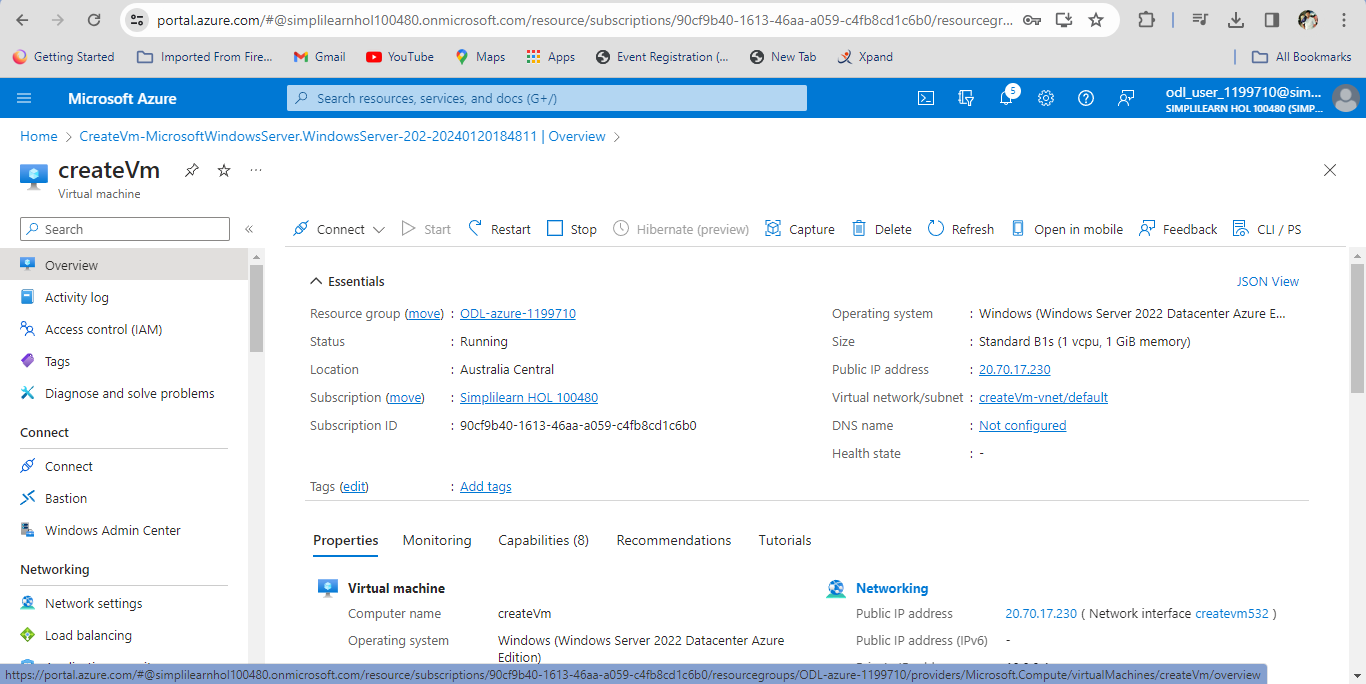 portal.azure.com/#@simplilearnhol100480.onmicrosoft.com/resource/subscriptions/90cf9b40-1613-46aa-a059-c4fb8cd1c6b0/resourcegr...
Getting Started Imported From Fire... Gmail YouTube Maps Apps Event Registration (... New Tab Xpand All Bookmarks
Microsoft Azure
Search resources, services, and docs (G+/)
5
odl_user_1199710@sim...
SIMPLILEARN HOL 100480 (SIMP...
Home > CreateVm-MicrosoftWindowsServer.WindowsServer-202-20240120184811 | Overview >
createVm
Virtual machine
Search
«
Connect Start Restart Stop Hibernate (preview) Capture Delete Refresh Open in mobile Feedback CLI / PS
Overview
Activity log
Access control (IAM)
Tags
Diagnose and solve problems
Connect
Connect
Bastion
Windows Admin Center
Networking
Network settings
Load balancing
Essentials
JSON View
Resource group (move) : ODL-azure-1199710
Status : Running
Location : Australia Central
Subscription (move) : Simplilearn HOL 100480
Subscription ID : 90cf9b40-1613-46aa-a059-c4fb8cd1c6b0
Operating system : Windows (Windows Server 2022 Datacenter Azure E...
Size : Standard B1s (1 vcpu, 1 GiB memory)
Public IP address : 20.70.17.230
Virtual network/subnet : createVm-vnet/default
DNS name : Not configured
Health state : -
Tags (edit) : Add tags
Properties Monitoring Capabilities (8) Recommendations Tutorials
Virtual machine
Computer name createVm
Operating system Windows (Windows Server 2022 Datacenter Azure
Edition)
Networking
Public IP address 20.70.17.230 ( Network interface createvm532 )
Public IP address (IPv6) -
https://portal.azure.com/#@simplilearnhol100480.onmicrosoft.com/resource/subscriptions/90cf9b40-1613-46aa-a059-c4fb8cd1c6b0/resourcegroups/ODL-azure-1199710/providers/Microsoft.Compute/virtualMachines/createVm/overview